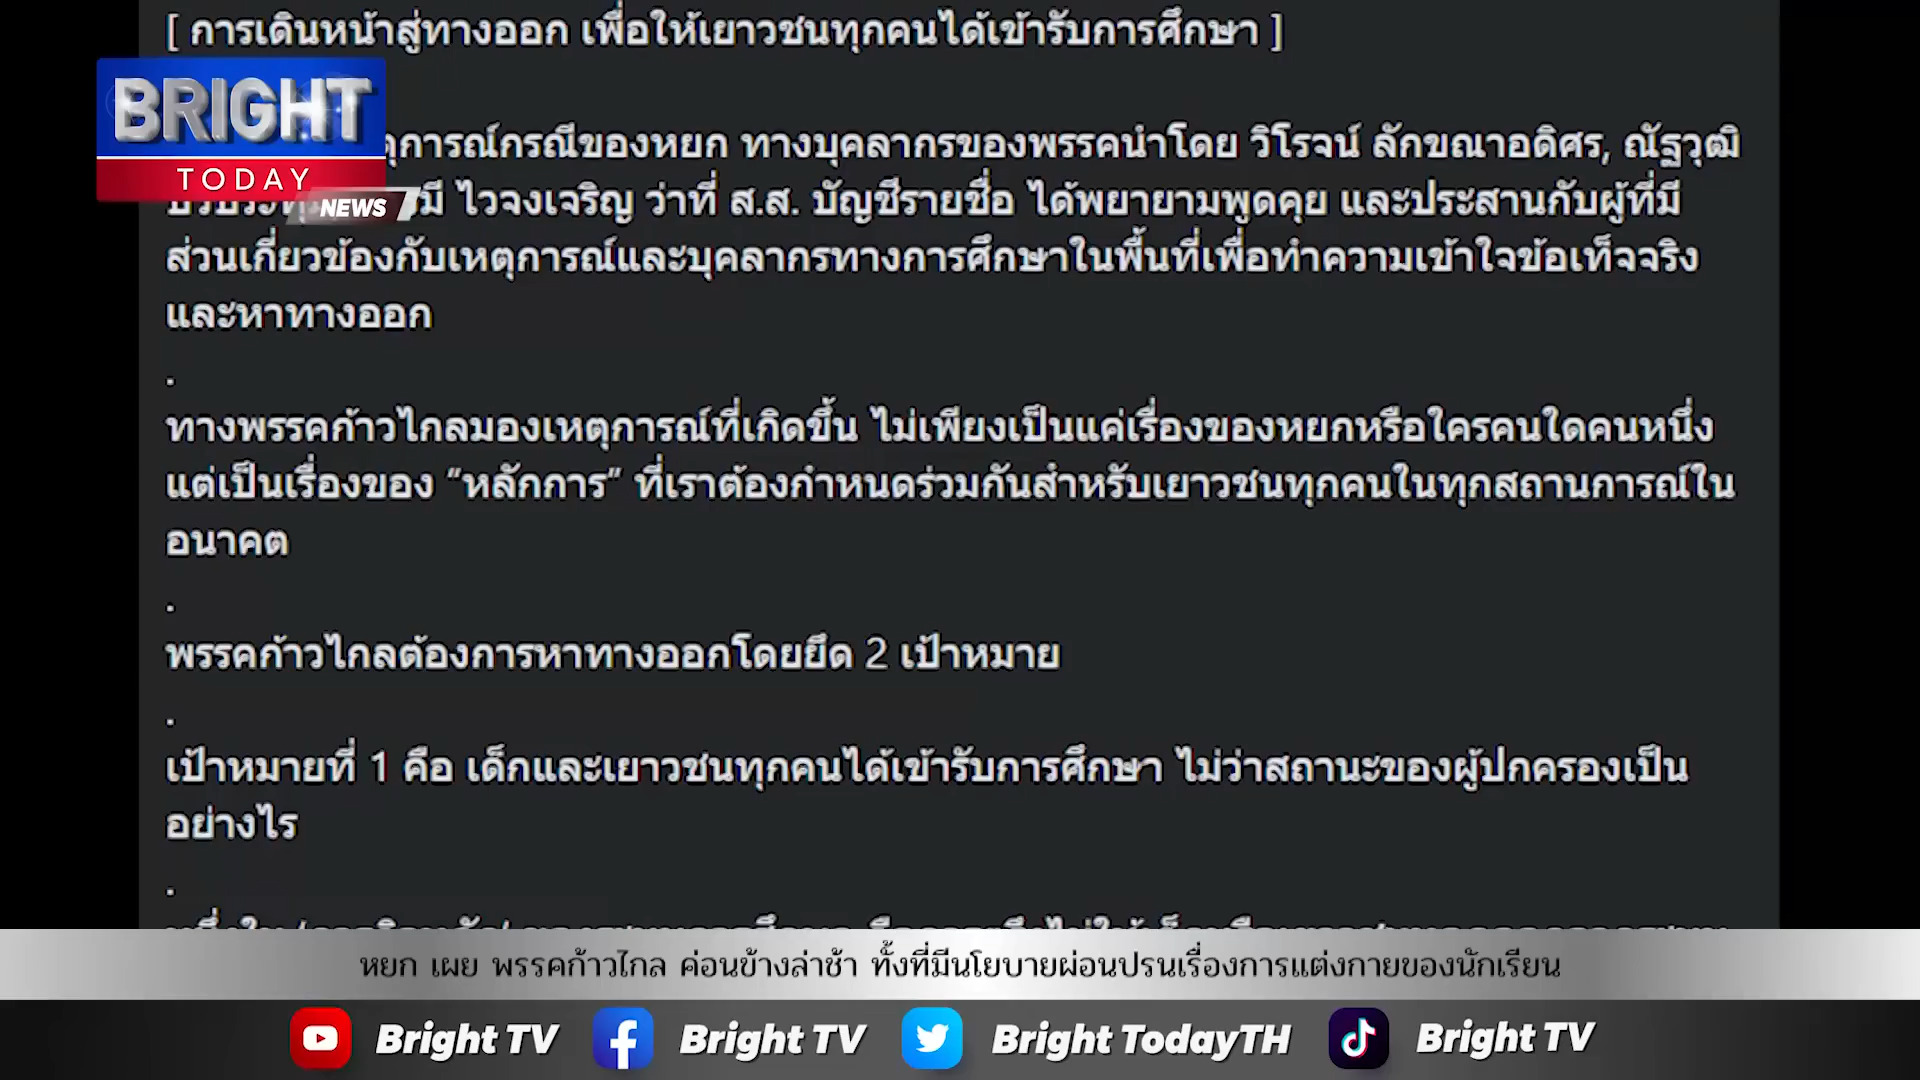 [ การเดินหน้าสู่ทางออก เพื่อให้เยาวชนทุกคนได้เข้ารับการศึกษา ]
BRIGHT
TODAY
NEWS
กรณีของหยก ทางบุคลากรของพรรคนำโดย วิโรจน์ ลักขณาอดิศร, ณัฐวุฒิ
ไวจงเจริญ ว่าที่ ส.ส. บัญชีรายชื่อ ได้พยายามพูดคุย และประสานกับผู้ที่มี
ส่วนเกี่ยวข้องกับเหตุการณ์และบุคลากรทางการศึกษาในพื้นที่เพื่อทำความเข้าใจข้อเท็จจริง
และหาทางออก
.
ทางพรรคก้าวไกลมองเหตุการณ์ที่เกิดขึ้น ไม่เพียงเป็นแค่เรื่องของหยกหรือใครคนใดคนหนึ่ง
แต่เป็นเรื่องของ “หลักการ” ที่เราต้องกำหนดร่วมกันสำหรับเยาวชนทุกคนในทุกสถานการณ์ใน
อนาคต
.
พรรคก้าวไกลต้องการหาทางออกโดยยึด 2 เป้าหมาย
.
เป้าหมายที่ 1 คือ เด็กและเยาวชนทุกคนได้เข้ารับการศึกษา ไม่ว่าสถานะของผู้ปกครองเป็น
อย่างไร
.
หยก เผย พรรคก้าวไกล ค่อนข้างล่าช้า ทั้งที่มีนโยบายผ่อนปรนเรื่องการแต่งกายของนักเรียน
Bright TV Bright TV Bright TodayTH Bright TV